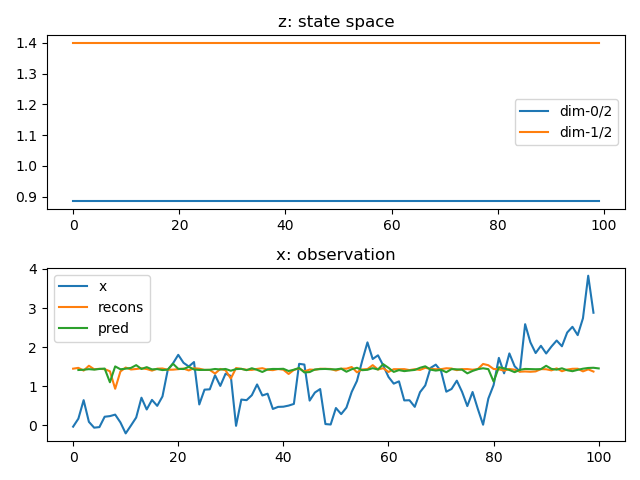 z: state space
1.4
1.3
1.2
1.1
1.0
0.9
dim-0/2
dim-1/2
0 20 40 60 80 100
x: observation
4
3
2
1
0
x
recons
pred
0 20 40 60 80 100